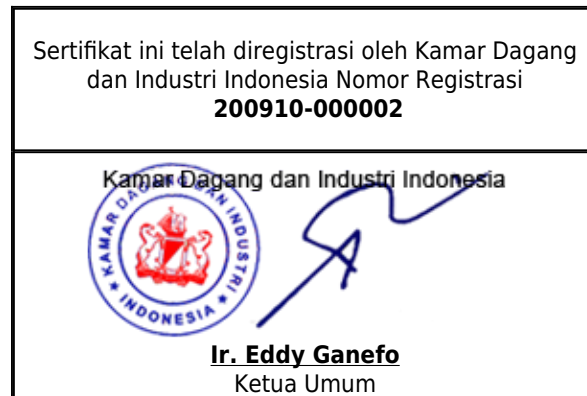 Sertifikat ini telah diregistrasi oleh Kamar Dagang
dan Industri Indonesia Nomor Registrasi
200910-000002
Kamar Dagang dan Industri Indonesia
KAMAR DAGANG DAN INDUSTRI
* INDONESIA *
Ir. Eddy Ganefo
Ketua Umum